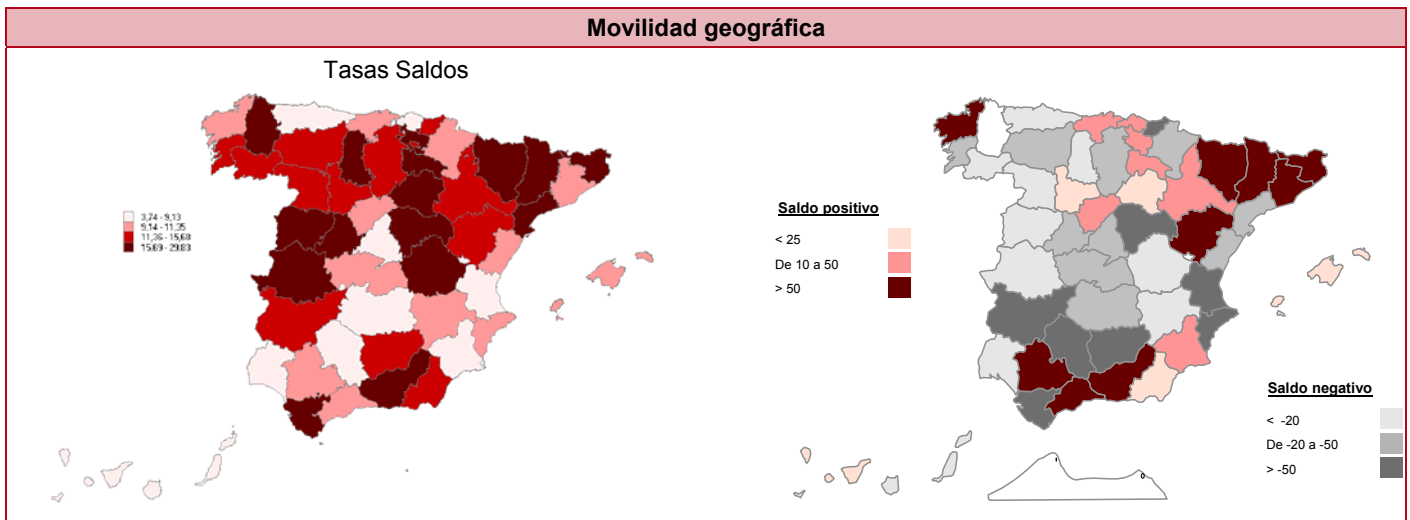 Movilidad geográfica
Tasas Saldos
3,24 - 9,13
9,14 - 11,35
11,36 - 15,68
15,69 - 29,83
Saldo positivo
< 25
De 10 a 50
> 50
Saldo negativo
< -20
De -20 a -50
> -50